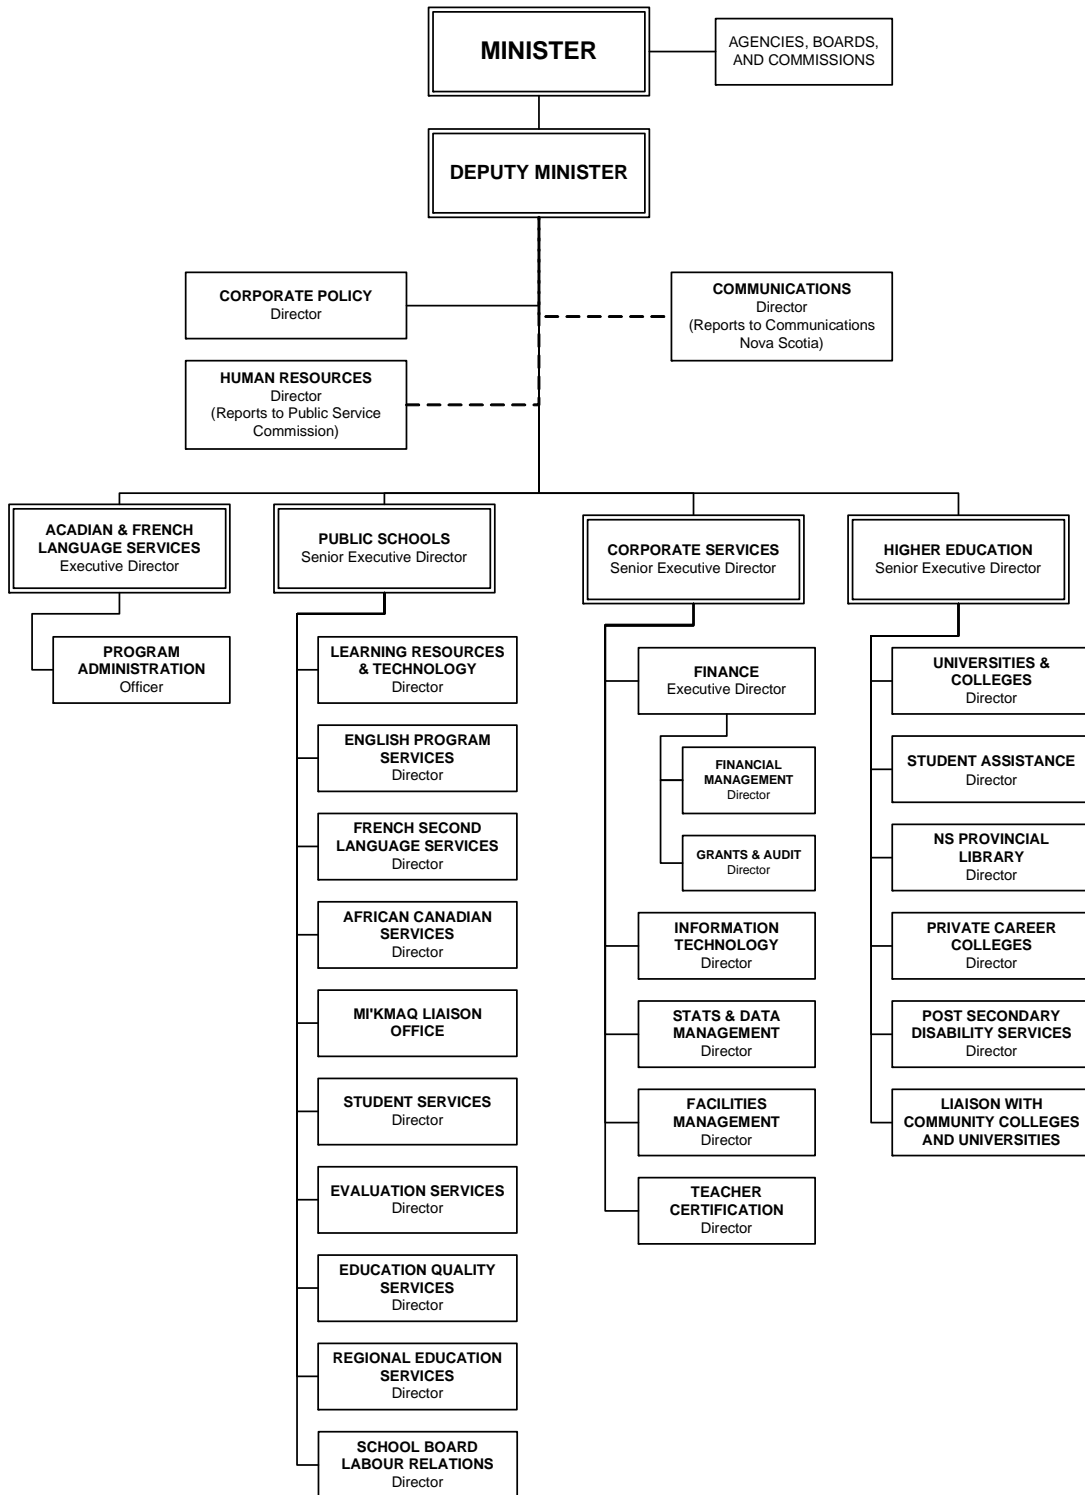 MINISTER
AGENCIES, BOARDS,
AND COMMISSIONS
DEPUTY MINISTER
CORPORATE POLICY
Director
COMMUNICATIONS
Director
(Reports to Communications
Nova Scotia)
HUMAN RESOURCES
Director
(Reports to Public Service
Commission)
ACADIAN & FRENCH
LANGUAGE SERVICES
Executive Director
PROGRAM
ADMINISTRATION
Officer
PUBLIC SCHOOLS
Senior Executive Director
LEARNING RESOURCES
& TECHNOLOGY
Director
ENGLISH PROGRAM
SERVICES
Director
FRENCH SECOND
LANGUAGE SERVICES
Director
AFRICAN CANADIAN
SERVICES
Director
MI'KMAQ LIAISON
OFFICE
STUDENT SERVICES
Director
EVALUATION SERVICES
Director
EDUCATION QUALITY
SERVICES
Director
REGIONAL EDUCATION
SERVICES
Director
SCHOOL BOARD
LABOUR RELATIONS
Director
CORPORATE SERVICES
Senior Executive Director
FINANCE
Executive Director
FINANCIAL
MANAGEMENT
Director
GRANTS & AUDIT
Director
INFORMATION
TECHNOLOGY
Director
STATS & DATA
MANAGEMENT
Director
FACILITIES
MANAGEMENT
Director
TEACHER
CERTIFICATION
Director
HIGHER EDUCATION
Senior Executive Director
UNIVERSITIES &
COLLEGES
Director
STUDENT ASSISTANCE
Director
NS PROVINCIAL
LIBRARY
Director
PRIVATE CAREER
COLLEGES
Director
POST SECONDARY
DISABILITY SERVICES
Director
LIAISON WITH
COMMUNITY COLLEGES
AND UNIVERSITIES